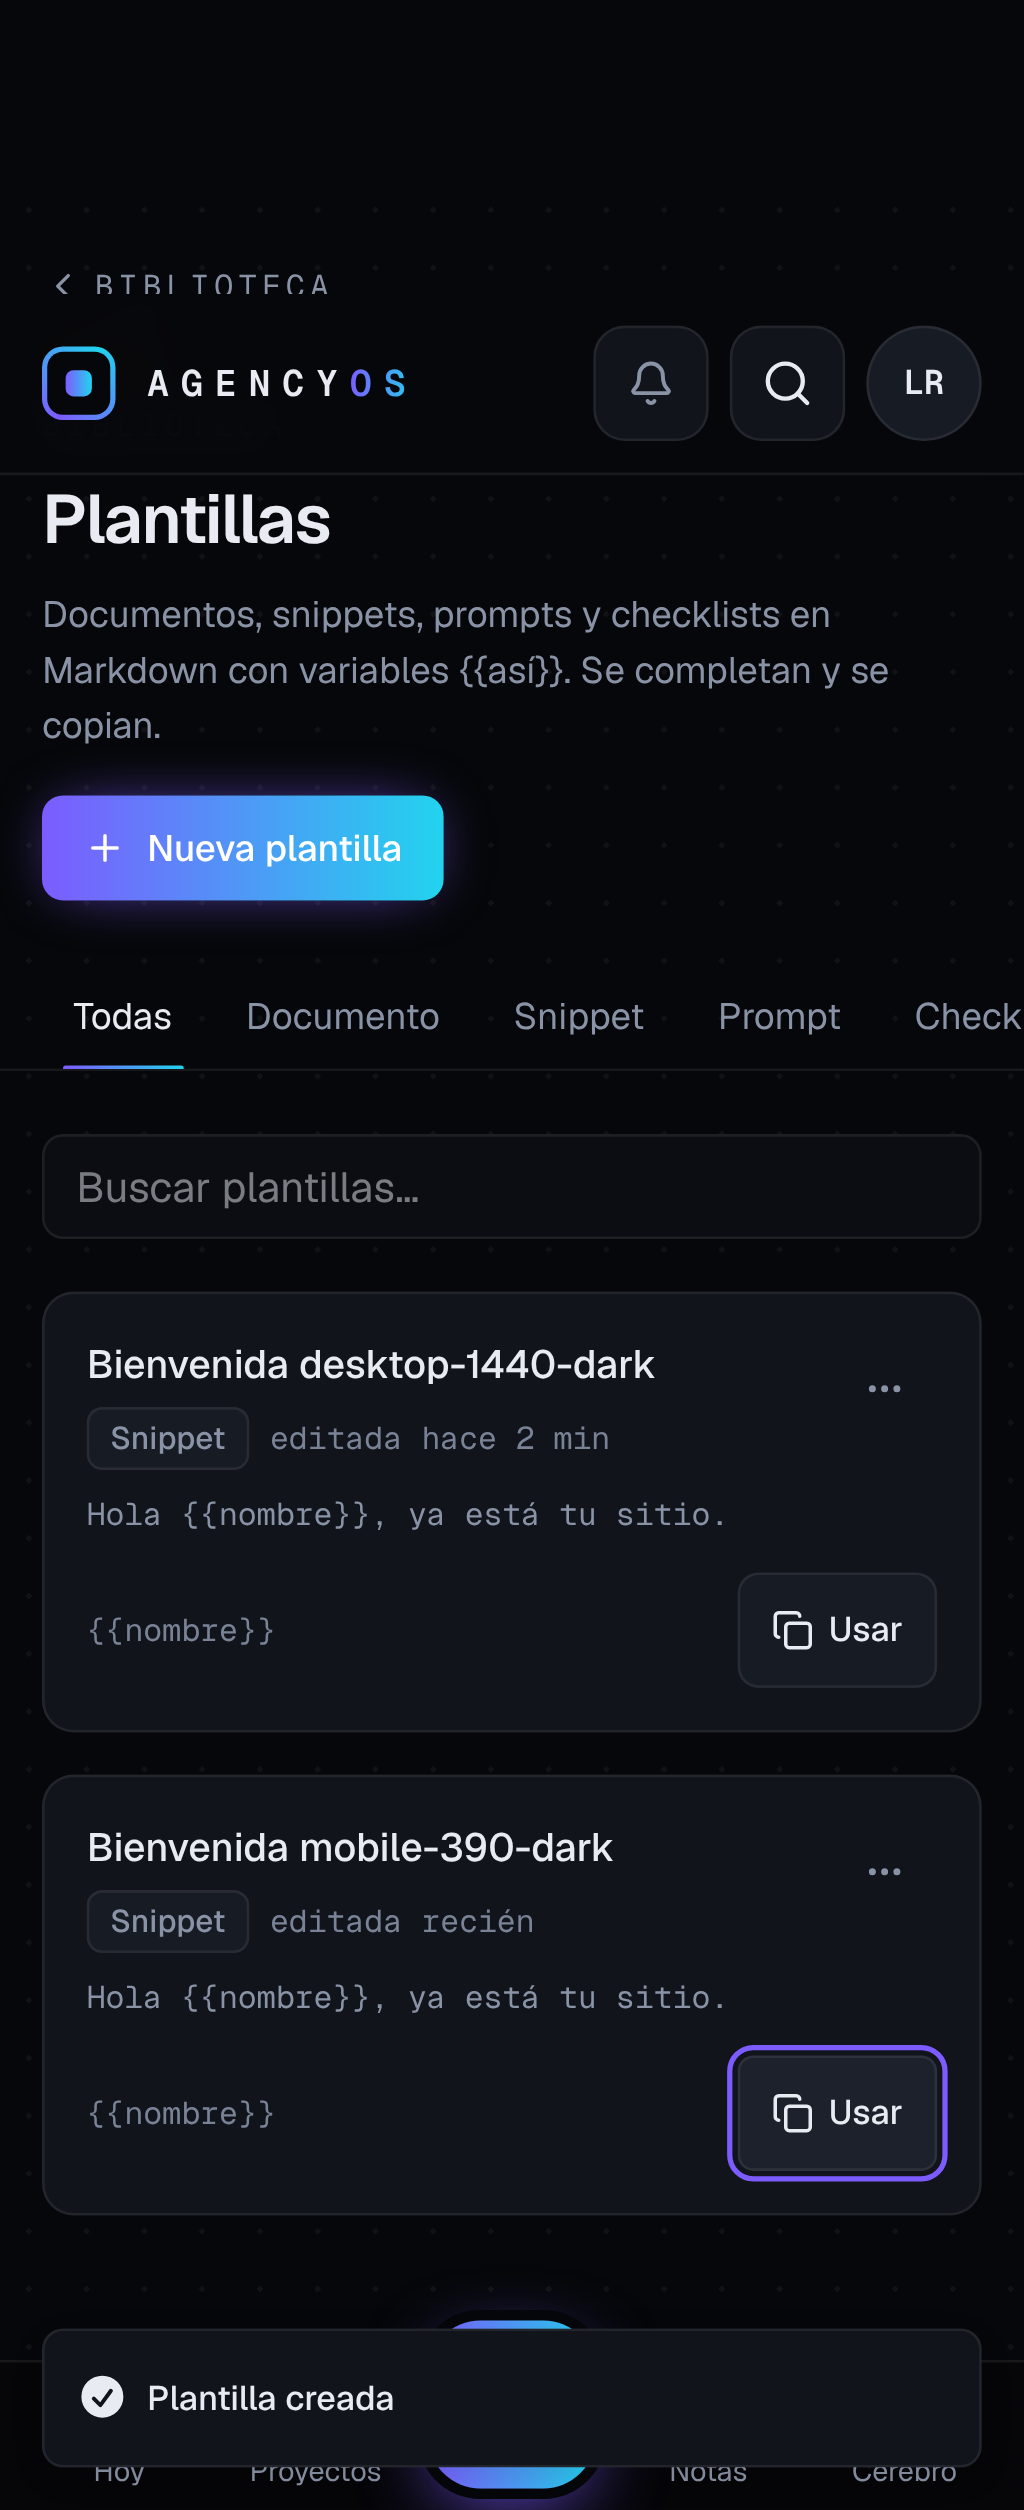 BIBLIOTECA
AGENCYOS
LR
Plantillas
Documentos, snippets, prompts y checklists en
Markdown con variables {{así}}. Se completan y se
copian.
Nueva plantilla
Todas Documento Snippet Prompt Check
Buscar plantillas...
Bienvenida desktop-1440-dark
Snippet editada hace 2 min
Hola {{nombre}}, ya está tu sitio.
{{nombre}} Usar
Bienvenida mobile-390-dark
Snippet editada recién
Hola {{nombre}}, ya está tu sitio.
{{nombre}} Usar
Plantilla creada
Hoy Proyectos Notas Cerebro